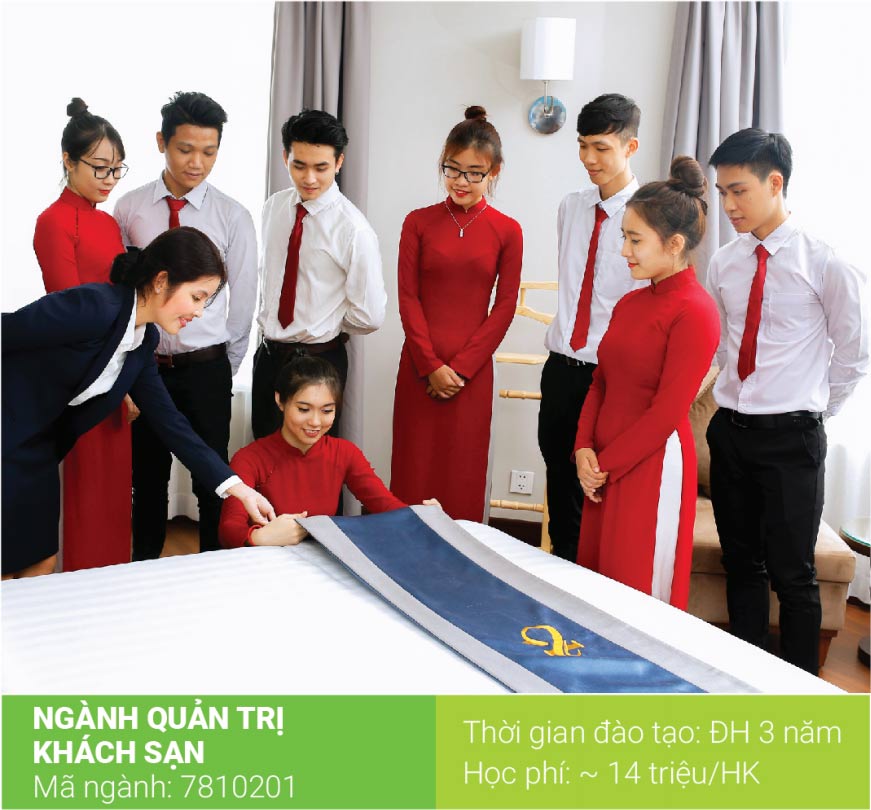 NGÀNH QUẢN TRỊ
KHÁCH SẠN
Mã ngành: 7810201
Thời gian đào tạo: ĐH 3 năm
Học phí: ~ 14 triệu/HK